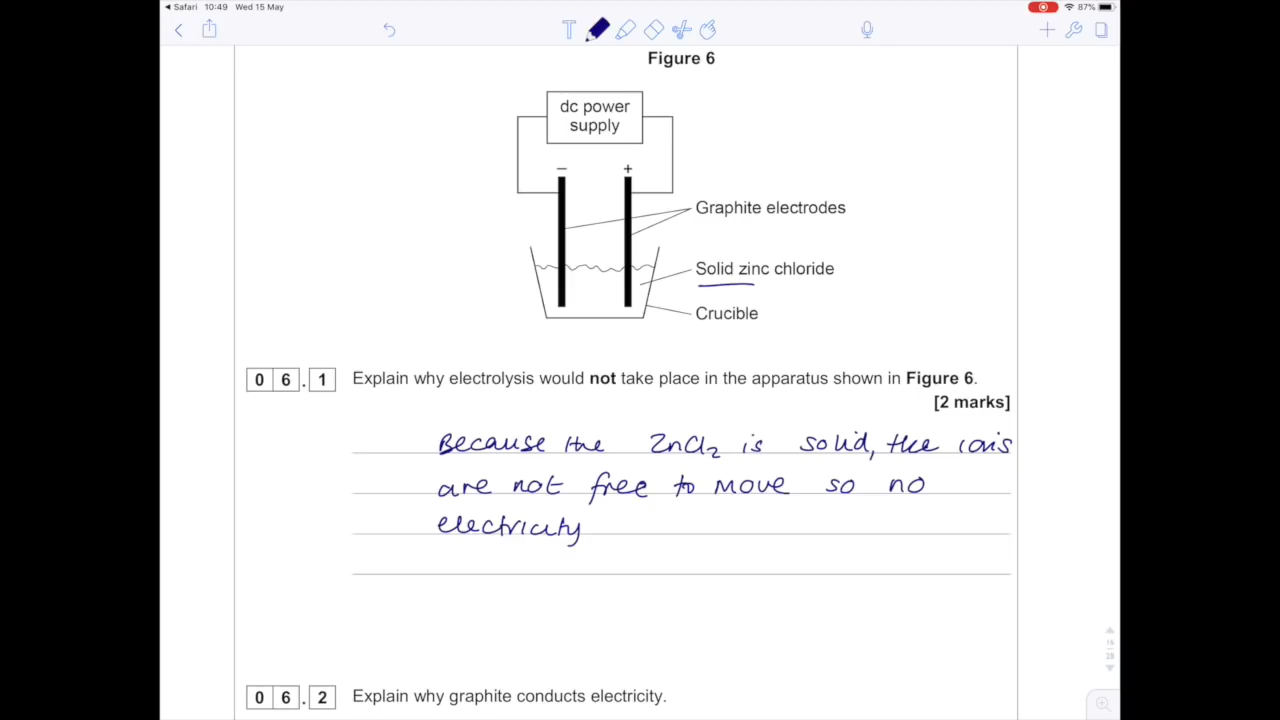 Safari 10:49 Wed 15 May
87%
T
Figure 6
dc power
supply
− +
Graphite electrodes
Solid zinc chloride
Crucible
0 6 . 1 Explain why electrolysis would not take place in the apparatus shown in Figure 6.
[2 marks]
Because the ZnCl₂ is solid, the ions
are not free to move so no
electricity
16
28
0 6 . 2 Explain why graphite conducts electricity.